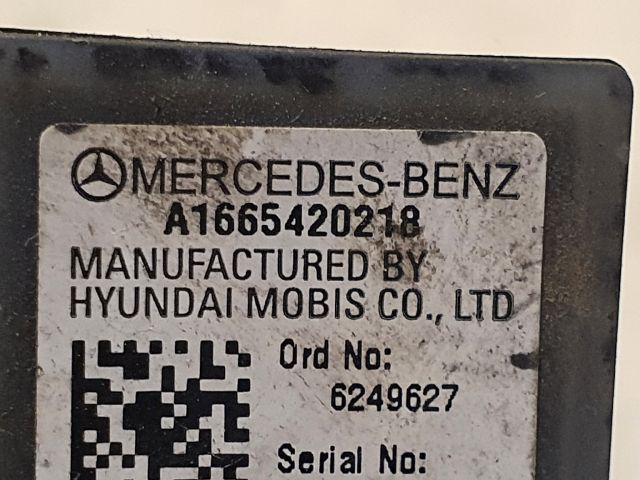 MERCEDES-BENZ
A1665420218
MANUFACTURED BY
HYUNDAI MOBIS CO., LTD
Ord No:
6249627
Serial No: